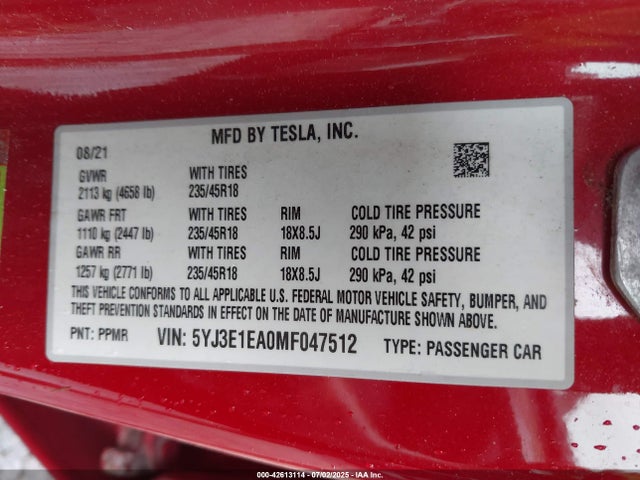 MFD BY TESLA, INC.
08/21
GVWR WITH TIRES
2113 kg (4658 lb) 235/45R18
GAWR FRT WITH TIRES RIM COLD TIRE PRESSURE
1110 kg (2447 lb) 235/45R18 18X8.5J 290 kPa, 42 psi
GAWR RR WITH TIRES RIM COLD TIRE PRESSURE
1257 kg (2771 lb) 235/45R18 18X8.5J 290 kPa, 42 psi
THIS VEHICLE CONFORMS TO ALL APPLICABLE U.S. FEDERAL MOTOR VEHICLE SAFETY, BUMPER, AND
THEFT PREVENTION STANDARDS IN EFFECT ON THE DATE OF MANUFACTURE SHOWN ABOVE.
PNT: PPMR VIN: 5YJ3E1EA0MF047512 TYPE: PASSENGER CAR
000-42613114 - 07/02/2025 - IAA Inc.